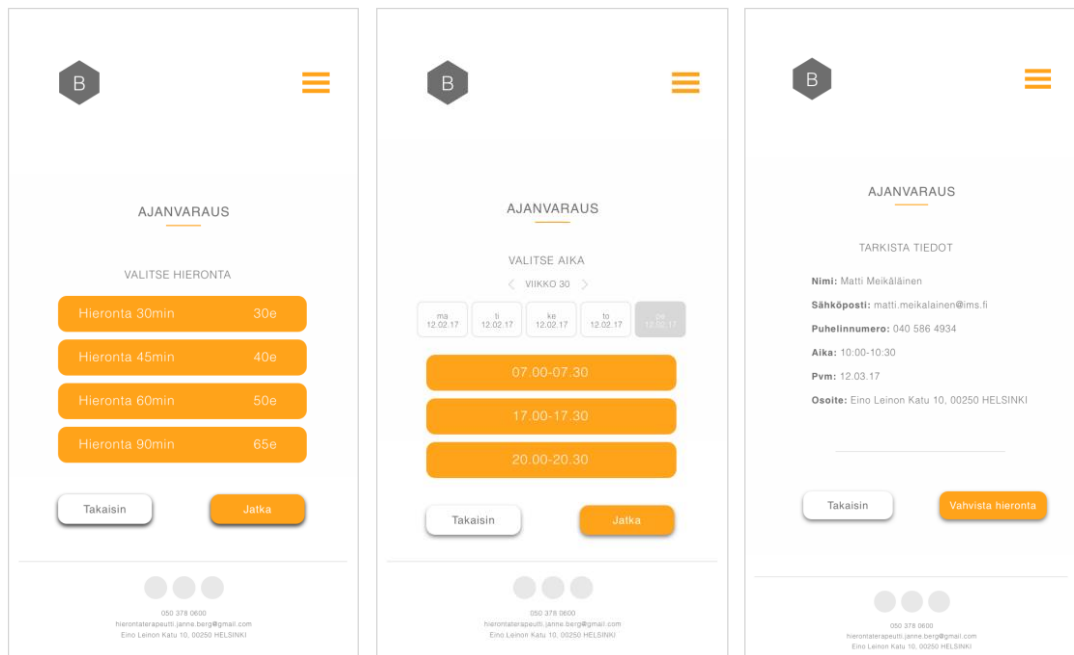 B
AJANVARAUS
VALITSE HIERONTA
Hieronta 30min 30e
Hieronta 45min 40e
Hieronta 60min 50e
Hieronta 90min 65e
Takaisin Jatka
050 378 0600
hierontaterapeutti.janne.berg@gmail.com
Eino Leinon Katu 10, 00250 HELSINKI
B
AJANVARAUS
VALITSE AIKA
< VIIKKO 30 >
ma ti ke to pe
12.02.17 12.02.17 12.02.17 12.02.17 12.02.17
07.00-07.30
17.00-17.30
20.00-20.30
Takaisin Jatka
050 378 0600
hierontaterapeutti.janne.berg@gmail.com
Eino Leinon Katu 10, 00250 HELSINKI
B
AJANVARAUS
TARKISTA TIEDOT
Nimi: Matti Meikäläinen
Sähköposti: matti.meikalainen@ims.fi
Puhelinnumero: 040 586 4934
Aika: 10:00-10:30
Pvm: 12.03.17
Osoite: Eino Leinon Katu 10, 00250 HELSINKI
Takaisin Vahvista hieronta
050 378 0600
hierontaterapeutti.janne.berg@gmail.com
Eino Leinon Katu 10, 00250 HELSINKI